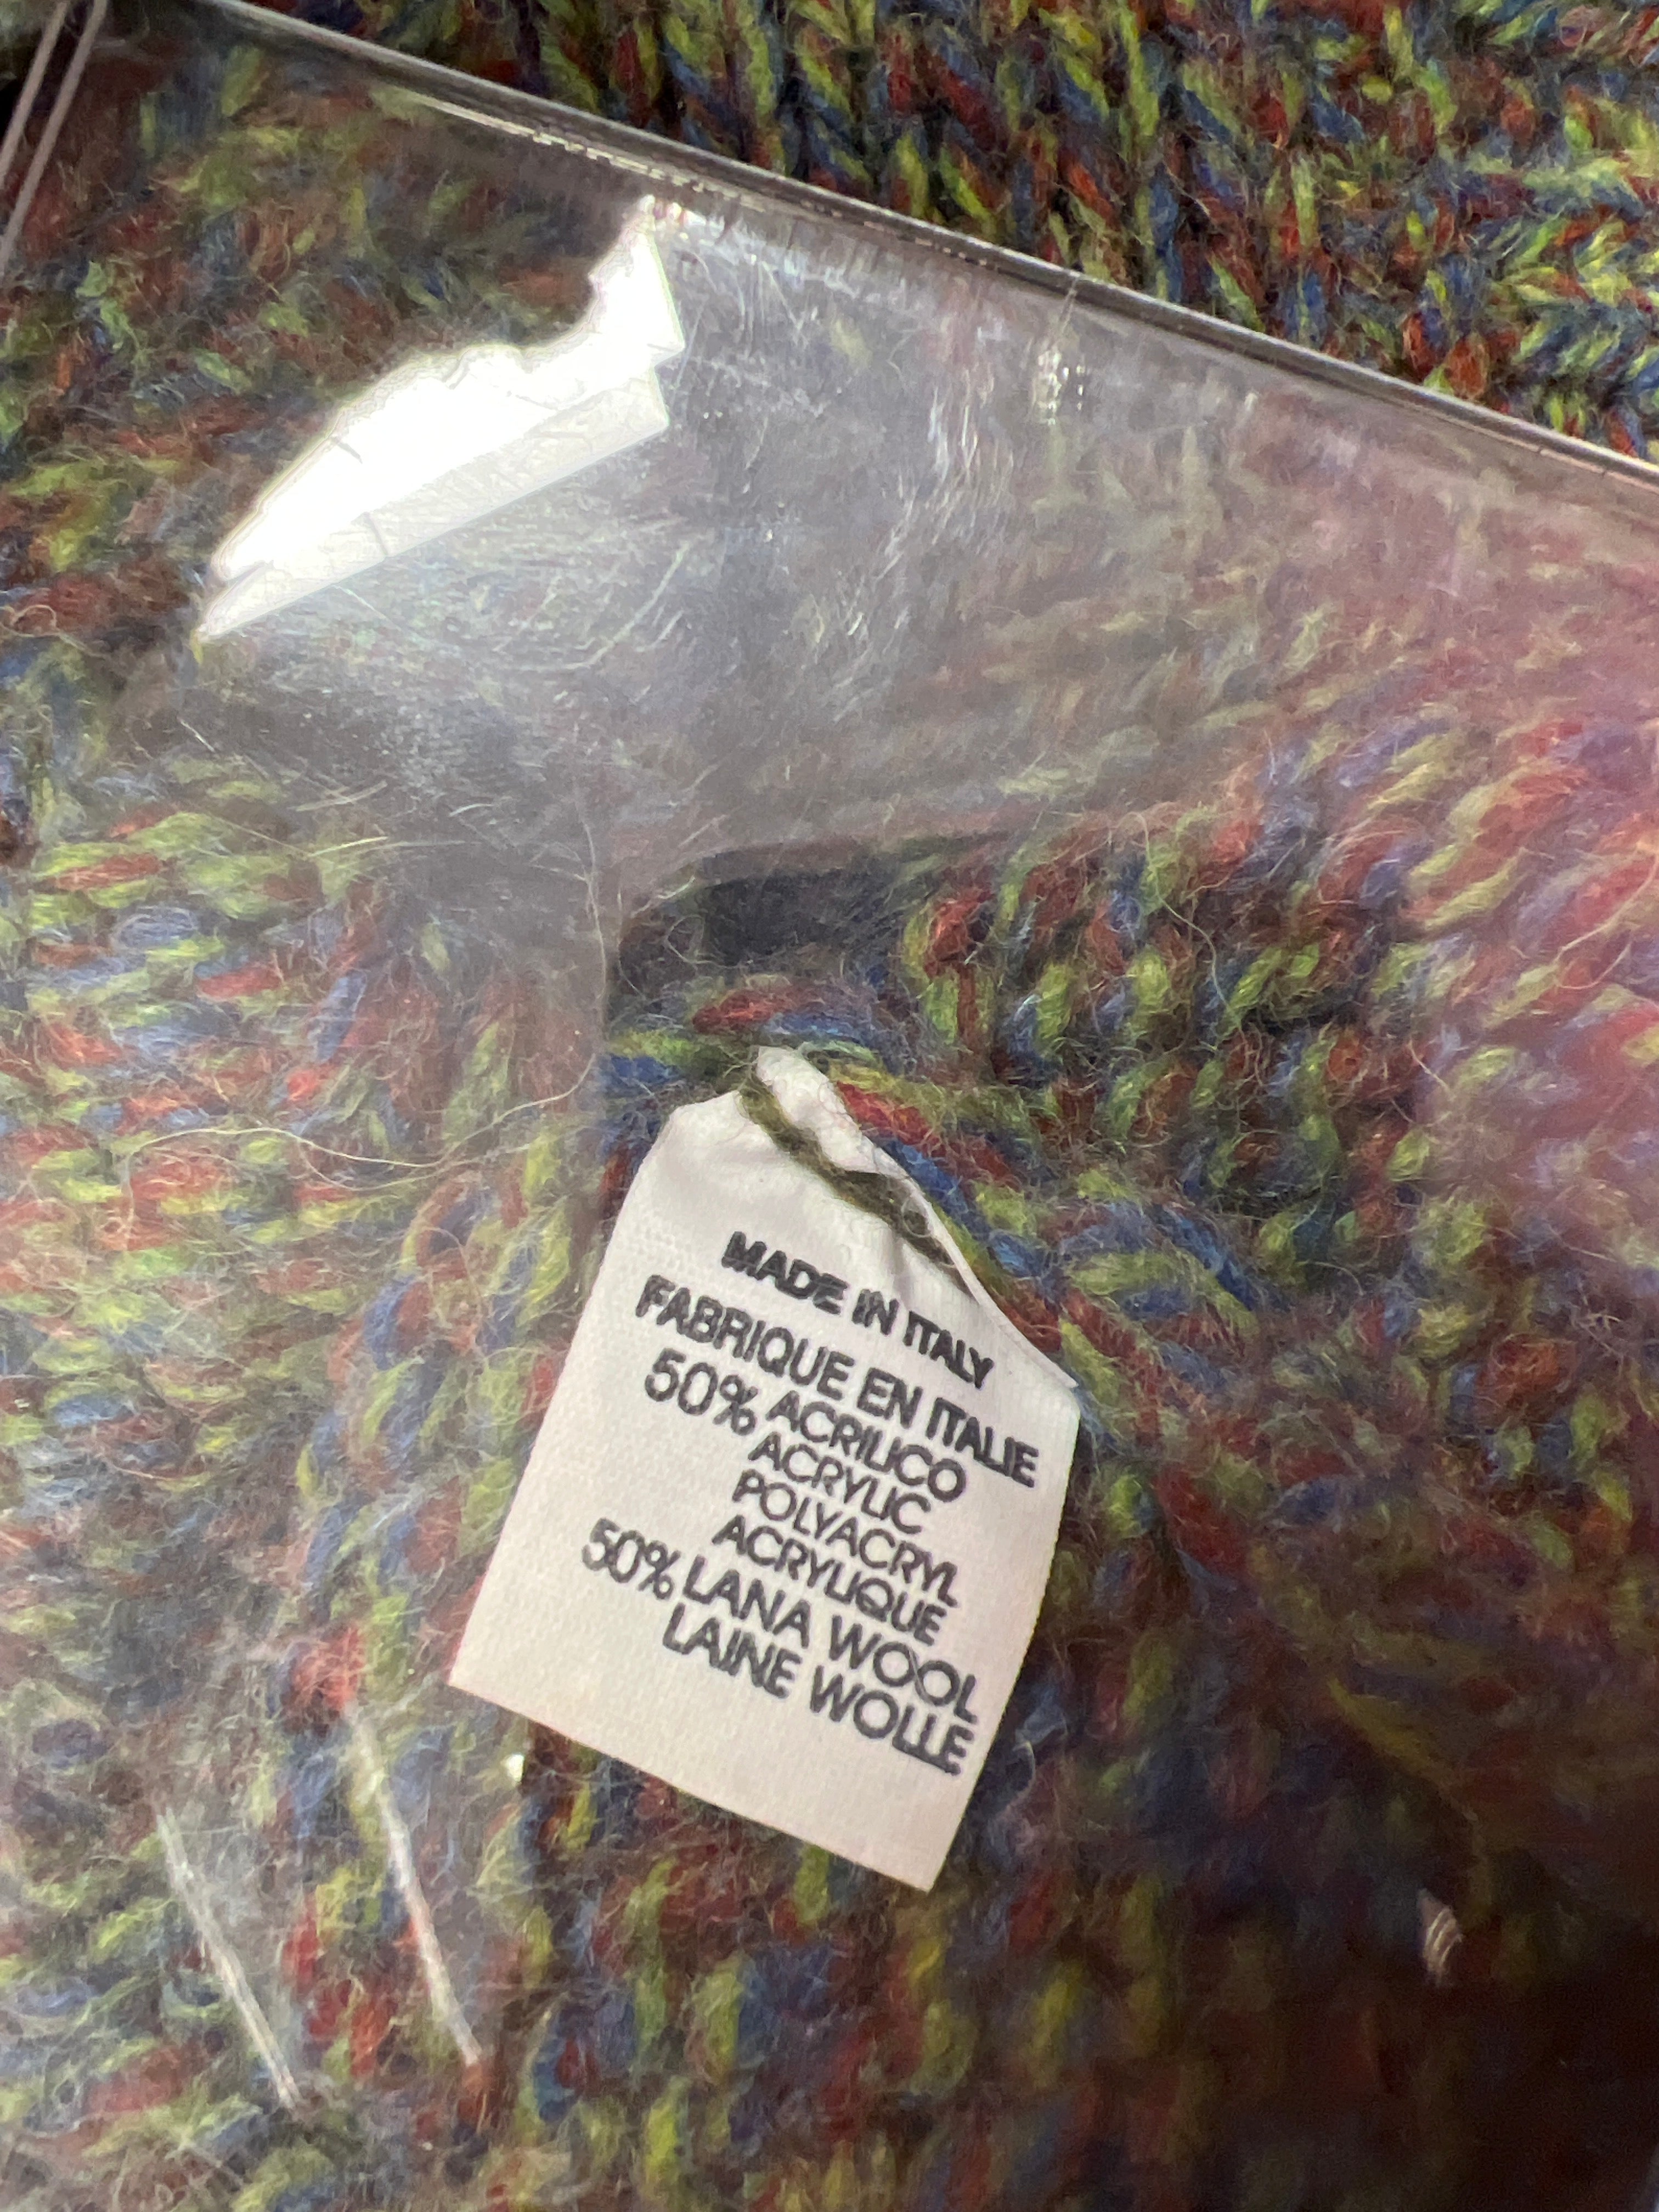 MADE IN ITALY
FABRIQUE EN ITALIE
50% ACRILICO
ACRYLIC
POLYACRYL
ACRYLIQUE
50% LANA WOOL
LAINE WOLLE